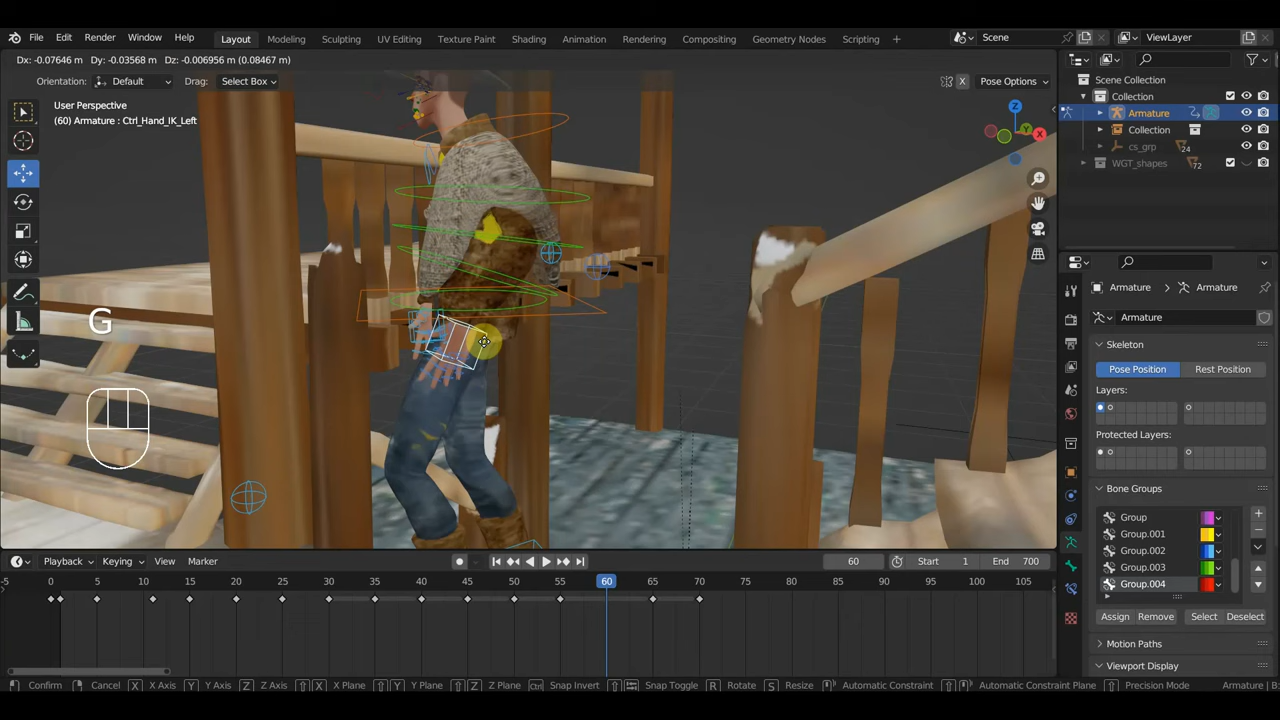 File Edit Render Window Help Layout Modeling Sculpting UV Editing Texture Paint Shading Animation Rendering Compositing Geometry Nodes Scripting + Scene ViewLayer
Dx: -0.07646 m Dy: -0.03568 m Dz: -0.006956 m (0.08467 m)
Orientation: Default Drag: Select Box X Pose Options
User Perspective
(60) Armature : Ctrl_Hand_IK_Left
Z
Y
X
G
Scene Collection
Collection
Armature
Collection
cs_grp 24
WGT_shapes 72
Armature Armature
Armature
Skeleton
Pose Position Rest Position
Layers:
Protected Layers:
Bone Groups
Group
Group.001
Group.002
Group.003
Group.004
Assign Remove Select Deselect
Motion Paths
Viewport Display
Playback Keying View Marker 60 Start 1 End 700
-5 0 5 10 15 20 25 30 35 40 45 50 55 60 65 70 75 80 85 90 95 100 105
Confirm Cancel X X Axis Y Y Axis Z Z Axis X X Plane Y Y Plane Z Z Plane Ctrl Snap Invert Snap Toggle R Rotate S Resize Automatic Constraint Automatic Constraint Plane Precision Mode Armature | B: